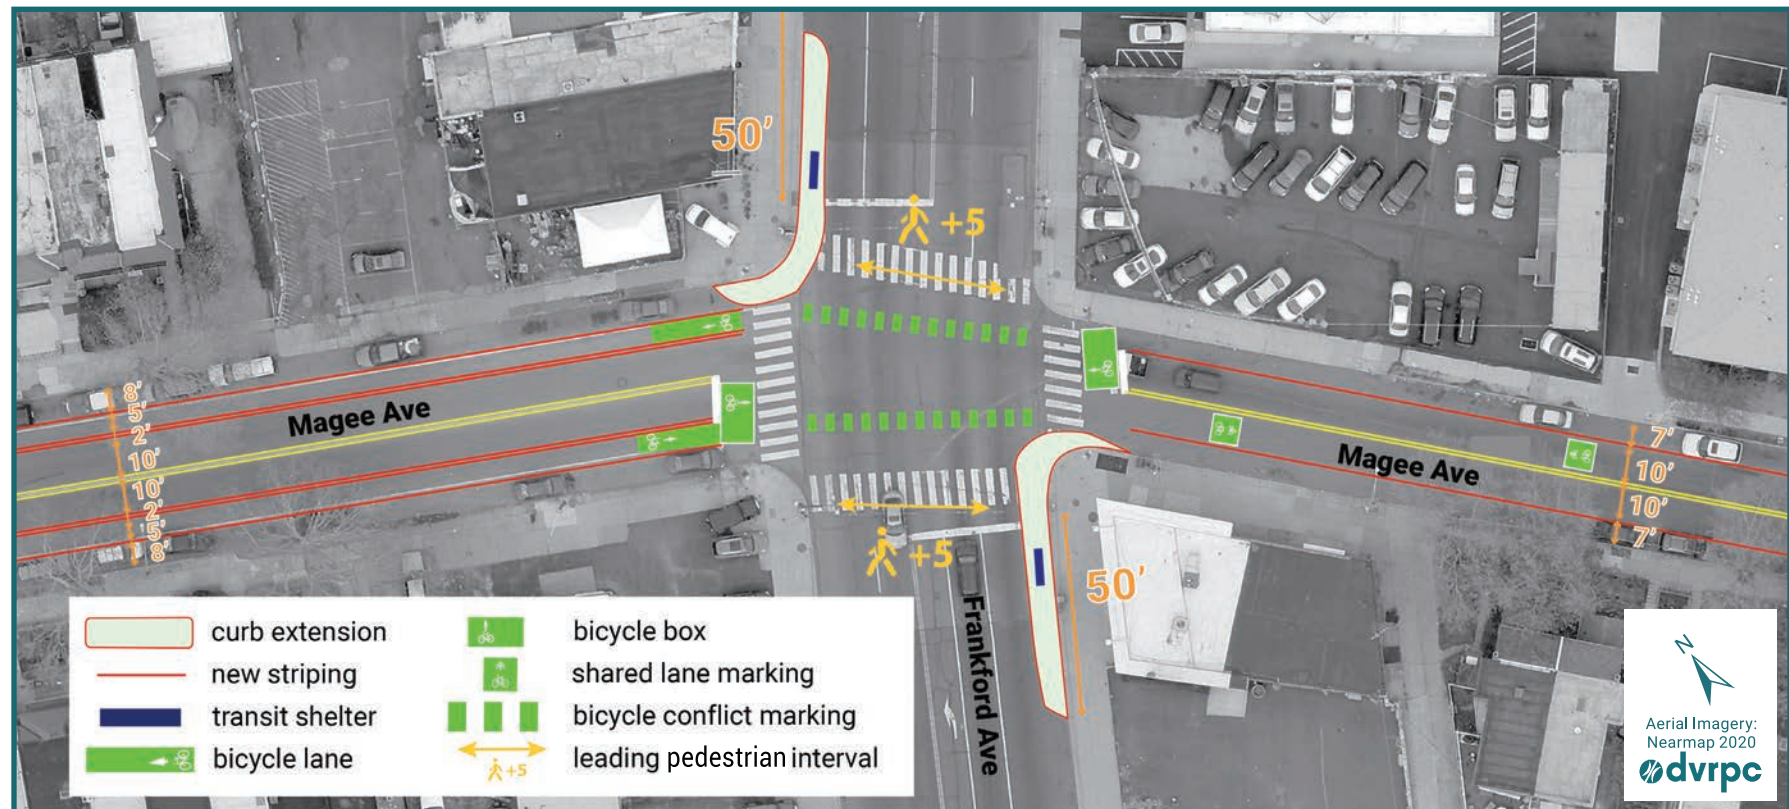 50'
+5
Magee Ave
8'
5'
2'
10'
10'
2'
5'
8'
Magee Ave
7'
10'
10'
7'
+5
50'
Frankford Ave
curb extension
new striping
transit shelter
bicycle lane
bicycle box
shared lane marking
bicycle conflict marking
+5
leading pedestrian interval
N
Aerial Imagery:
Nearmap 2020
dvrpc